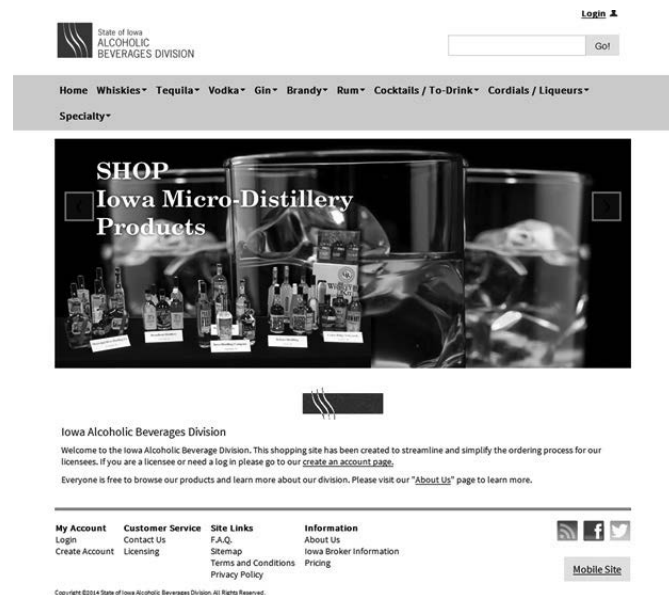 Login
State of Iowa
ALCOHOLIC
BEVERAGES DIVISION
Go!
Home Whiskies Tequila Vodka Gin Brandy Rum Cocktails / To-Drink Cordials / Liqueurs
Specialty
SHOP
Iowa Micro-Distillery
Products
Iowa Alcoholic Beverages Division
Welcome to the Iowa Alcoholic Beverage Division. This shopping site has been created to streamline and simplify the ordering process for our
licensees. If you are a licensee or need a log in please go to our create an account page.
Everyone is free to browse our products and learn more about our division. Please visit our "About Us" page to learn more.
My Account Customer Service Site Links Information
Login Contact Us F.A.Q. About Us
Create Account Licensing Sitemap Iowa Broker Information
Terms and Conditions Pricing
Privacy Policy
Mobile Site
Copyright ©2014 State of Iowa Alcoholic Beverages Division. All Rights Reserved.